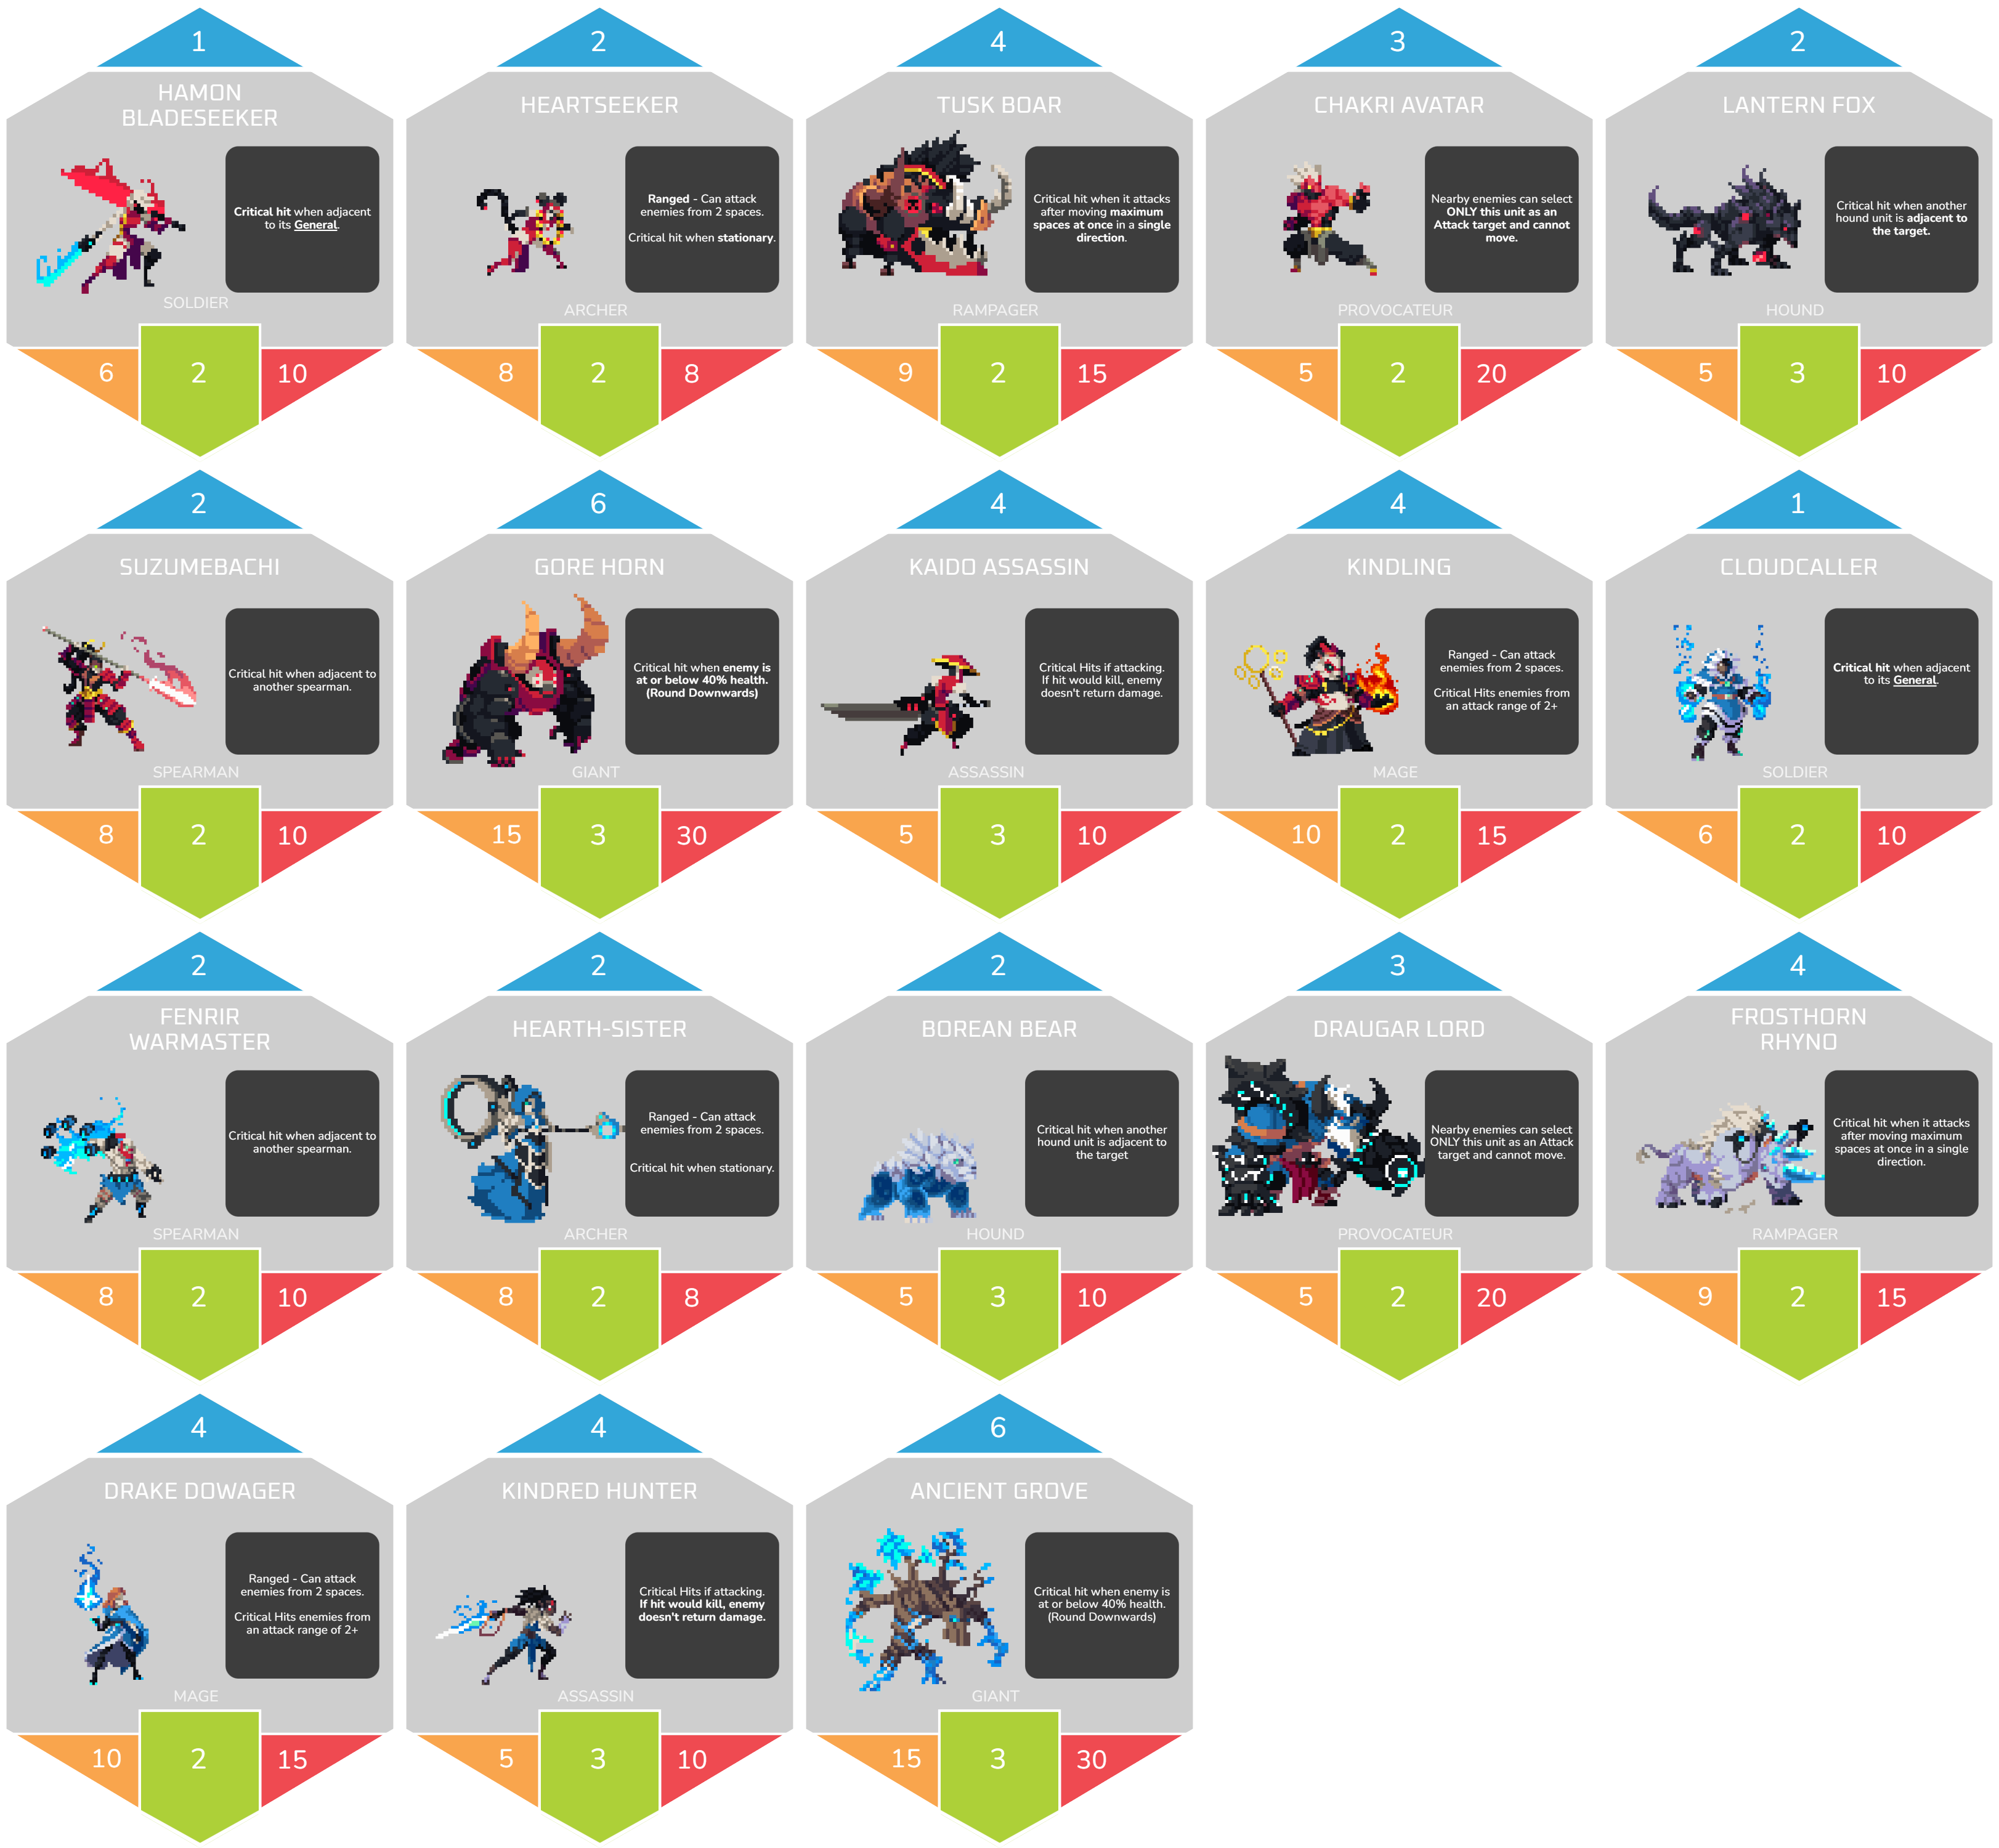 1
HAMON
BLADESEEKER
Critical hit when adjacent
to its General.
SOLDIER
6
2
10
2
HEARTSEEKER
Ranged - Can attack
enemies from 2 spaces.
Critical hit when stationary.
ARCHER
8
2
8
4
TUSK BOAR
Critical hit when it attacks
after moving maximum
spaces at once in a single
direction.
RAMPAGER
9
2
15
3
CHAKRI AVATAR
Nearby enemies can select
ONLY this unit as an
Attack target and cannot
move.
PROVOCATEUR
5
2
20
2
LANTERN FOX
Critical hit when another
hound unit is adjacent to
the target.
HOUND
5
3
10
2
SUZUMEBACHI
Critical hit when adjacent to
another spearman.
SPEARMAN
8
2
10
6
GORE HORN
Critical hit when enemy is
at or below 40% health.
(Round Downwards)
GIANT
15
3
30
4
KAIDO ASSASSIN
Critical Hits if attacking.
If hit would kill, enemy
doesn't return damage.
ASSASSIN
5
3
10
4
KINDLING
Ranged - Can attack
enemies from 2 spaces.
Critical Hits enemies from
an attack range of 2+
MAGE
10
2
15
1
CLOUDCALLER
Critical hit when adjacent
to its General.
SOLDIER
6
2
10
2
FENRIR
WARMASTER
Critical hit when adjacent to
another spearman.
SPEARMAN
8
2
10
2
HEARTH-SISTER
Ranged - Can attack
enemies from 2 spaces.
Critical hit when stationary.
ARCHER
8
2
8
2
BOREAN BEAR
Critical hit when another
hound unit is adjacent to
the target
HOUND
5
3
10
3
DRAUGAR LORD
Nearby enemies can select
ONLY this unit as an Attack
target and cannot move.
PROVOCATEUR
5
2
20
4
FROSTHORN
RHYNO
Critical hit when it attacks
after moving maximum
spaces at once in a single
direction.
RAMPAGER
9
2
15
4
DRAKE DOWAGER
Ranged - Can attack
enemies from 2 spaces.
Critical Hits enemies from
an attack range of 2+
MAGE
10
2
15
4
KINDRED HUNTER
Critical Hits if attacking.
If hit would kill, enemy
doesn't return damage.
ASSASSIN
5
3
10
6
ANCIENT GROVE
Critical hit when enemy is
at or below 40% health.
(Round Downwards)
GIANT
15
3
30